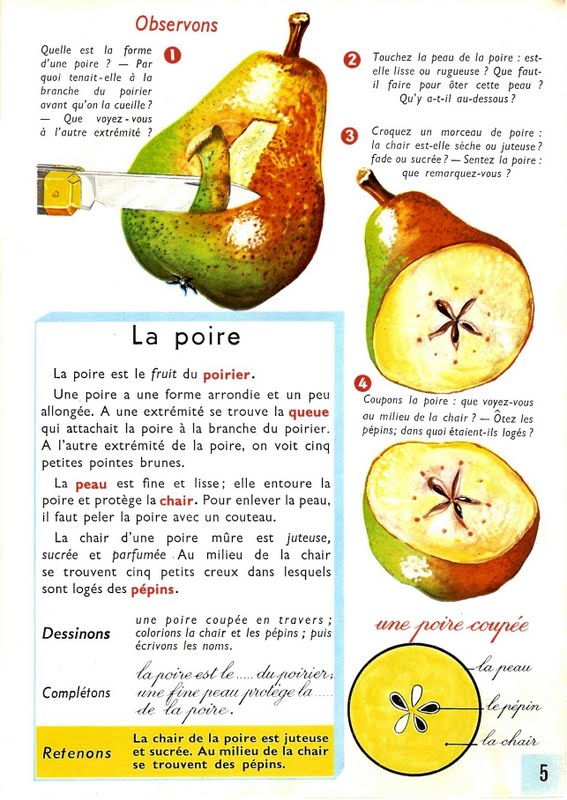 Observons
1
Quelle est la forme
d'une poire ? — Par
quoi tenait-elle à la
branche du poirier
avant qu'on la cueille ?
— Que voyez-vous
à l'autre extrémité ?
2
Touchez la peau de la poire : est-
elle lisse ou rugueuse ? Que faut-
il faire pour ôter cette peau ?
Qu'y a-t-il au-dessous ?
3
Croquez un morceau de poire :
la chair est-elle sèche ou juteuse ?
fade ou sucrée ? — Sentez la poire :
que remarquez-vous ?
4
Coupons la poire : que voyez-vous
au milieu de la chair ? — Ôtez les
pépins; dans quoi étaient-ils logés ?
La poire
La poire est le fruit du poirier.
Une poire a une forme arrondie et un peu
allongée. A une extrémité se trouve la queue
qui attachait la poire à la branche du poirier.
A l'autre extrémité de la poire, on voit cinq
petites pointes brunes.
La peau est fine et lisse; elle entoure la
poire et protège la chair. Pour enlever la peau,
il faut peler la poire avec un couteau.
La chair d'une poire mûre est juteuse,
sucrée et parfumée. Au milieu de la chair
se trouvent cinq petits creux dans lesquels
sont logés des pépins.
Dessinons
une poire coupée en travers ;
colorions la chair et les pépins ; puis
écrivons les noms.
Complétons
la poire est le ..... du poirier;
une fine peau protège la ....
de la poire.
Retenons
La chair de la poire est juteuse
et sucrée. Au milieu de la chair
se trouvent des pépins.
une poire coupée
la peau
le pépin
la chair
5